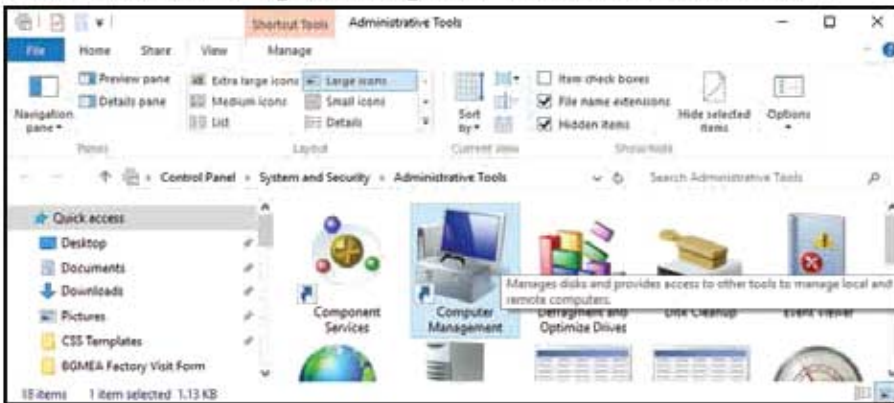 Shortcut Tools Administrative Tools
File Home Share View Manage
Preview pane
Details pane
Navigation pane
Extra large icons Large icons
Medium icons Small icons
List Details
Sort by
Item check boxes
File name extensions
Hidden items
Hide selected items
Options
Panes Layout Current view Show/hide
Control Panel System and Security Administrative Tools Search Administrative Tools
Quick access
Desktop
Documents
Downloads
Pictures
CSS Templates
BGMEA Factory Visit Form
Component Services
Computer Management
Defragment and Optimize Drives
Disk Cleanup
Event Viewer
Manages disks and provides access to other tools to manage local and
remote computers.
18 items 1 item selected 1.13 KB